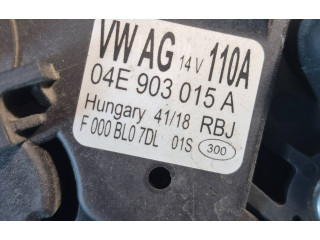 VW AG 14V 110A
04E 903 015 A
Hungary 41/18 RBJ
F 000 BL0 7DL 01S 300